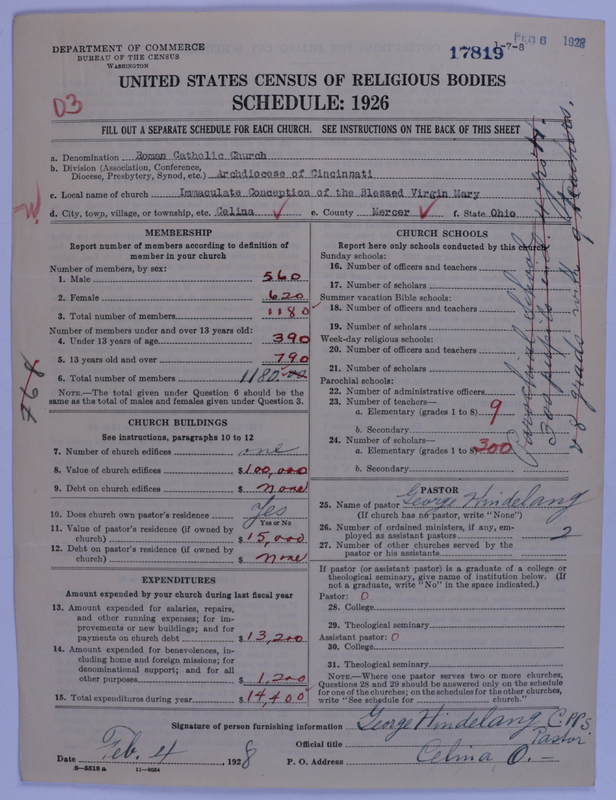 DEPARTMENT OF COMMERCE
BUREAU OF THE CENSUS
WASHINGTON
1-7-8
FEB 6 1928
17819
UNITED STATES CENSUS OF RELIGIOUS BODIES
SCHEDULE: 1926
D3
FILL OUT A SEPARATE SCHEDULE FOR EACH CHURCH. SEE INSTRUCTIONS ON THE BACK OF THIS SHEET
a. Denomination Roman Catholic Church
b. Division (Association, Conference, Diocese, Presbytery, Synod, etc.) Archdiocese of Cincinnati
c. Local name of church Immaculate Conception of the Blessed Virgin Mary
d. City, town, village, or township, etc. Celina e. County Mercer f. State Ohio
MEMBERSHIP
Report number of members according to definition of
member in your church
Number of members, by sex:
1. Male 560
2. Female 620
3. Total number of members 1180
Number of members under and over 13 years old:
4. Under 13 years of age 390
5. 13 years old and over 790
6. Total number of members 1180
NOTE.—The total given under Question 6 should be the
same as the total of males and females given under Question 3.
CHURCH BUILDINGS
See instructions, paragraphs 10 to 12
7. Number of church edifices one
8. Value of church edifices $100,000
9. Debt on church edifices $ none
10. Does church own pastor's residence Yes
Yes or No
11. Value of pastor's residence (if owned by
church) $15,000
12. Debt on pastor's residence (if owned by
church) $ none
EXPENDITURES
Amount expended by your church during last fiscal year
13. Amount expended for salaries, repairs,
and other running expenses; for im-
provements or new buildings; and for
payments on church debt $13,200
14. Amount expended for benevolences, in-
cluding home and foreign missions; for
denominational support; and for all
other purposes $1,200
15. Total expenditures during year $14,400
CHURCH SCHOOLS
Report here only schools conducted by this church
Sunday schools:
16. Number of officers and teachers
17. Number of scholars
Summer vacation Bible schools:
18. Number of officers and teachers
19. Number of scholars
Week-day religious schools:
20. Number of officers and teachers
21. Number of scholars
Parochial schools:
22. Number of administrative officers
23. Number of teachers—
a. Elementary (grades 1 to 8) 9
b. Secondary
24. Number of scholars—
a. Elementary (grades 1 to 8) 300
b. Secondary
Parochial school
300 pupils
8 grads with 9 teachers.
PASTOR
25. Name of pastor George Hindelang
(If church has no pastor, write "None")
26. Number of ordained ministers, if any, em-
ployed as assistant pastors 2
27. Number of other churches served by the
pastor or his assistants
If pastor (or assistant pastor) is a graduate of a college or
theological seminary, give name of institution below. (If
not a graduate, write "No" in the space indicated.)
Pastor: 0
28. College
29. Theological seminary
Assistant pastor: 0
30. College
31. Theological seminary
NOTE.—Where one pastor serves two or more churches,
Questions 28 and 29 should be answered only on the schedule
for one of the churches; on the schedules for the other churches,
write "See schedule for church."
Signature of person furnishing information George Hindelang C.PP.S
Official title Pastor
Date Feb. 4, 1928 P. O. Address Celina O.—
8-5519a 11-4034